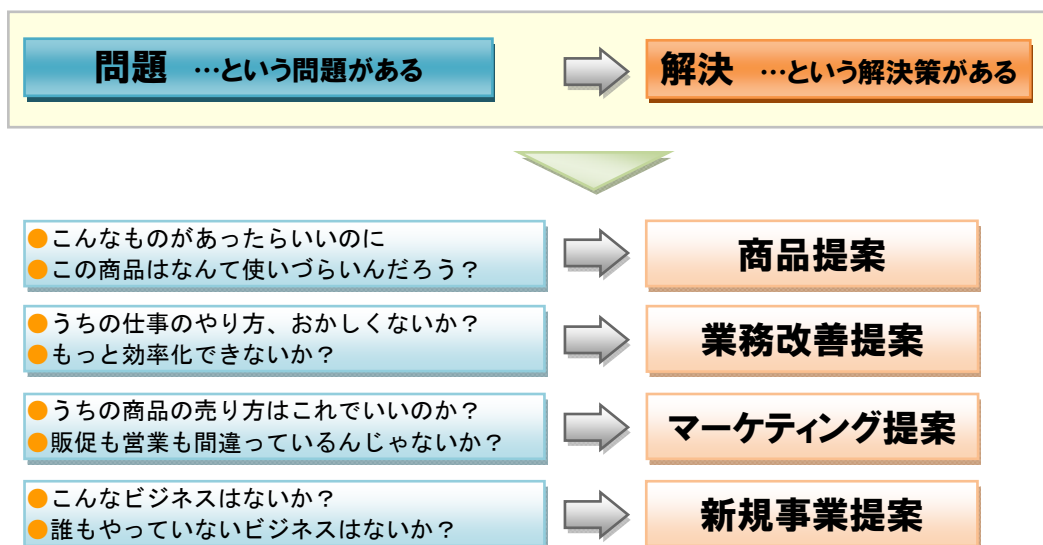 問題 …という問題がある
解決 …という解決策がある
●こんなものがあったらいいのに
●この商品はなんて使いづらいんだろう？
商品提案
●うちの仕事のやり方、おかしくないか？
●もっと効率化できないか？
業務改善提案
●うちの商品の売り方はこれでいいのか？
●販促も営業も間違っているんじゃないか？
マーケティング提案
●こんなビジネスはないか？
●誰もやっていないビジネスはないか？
新規事業提案